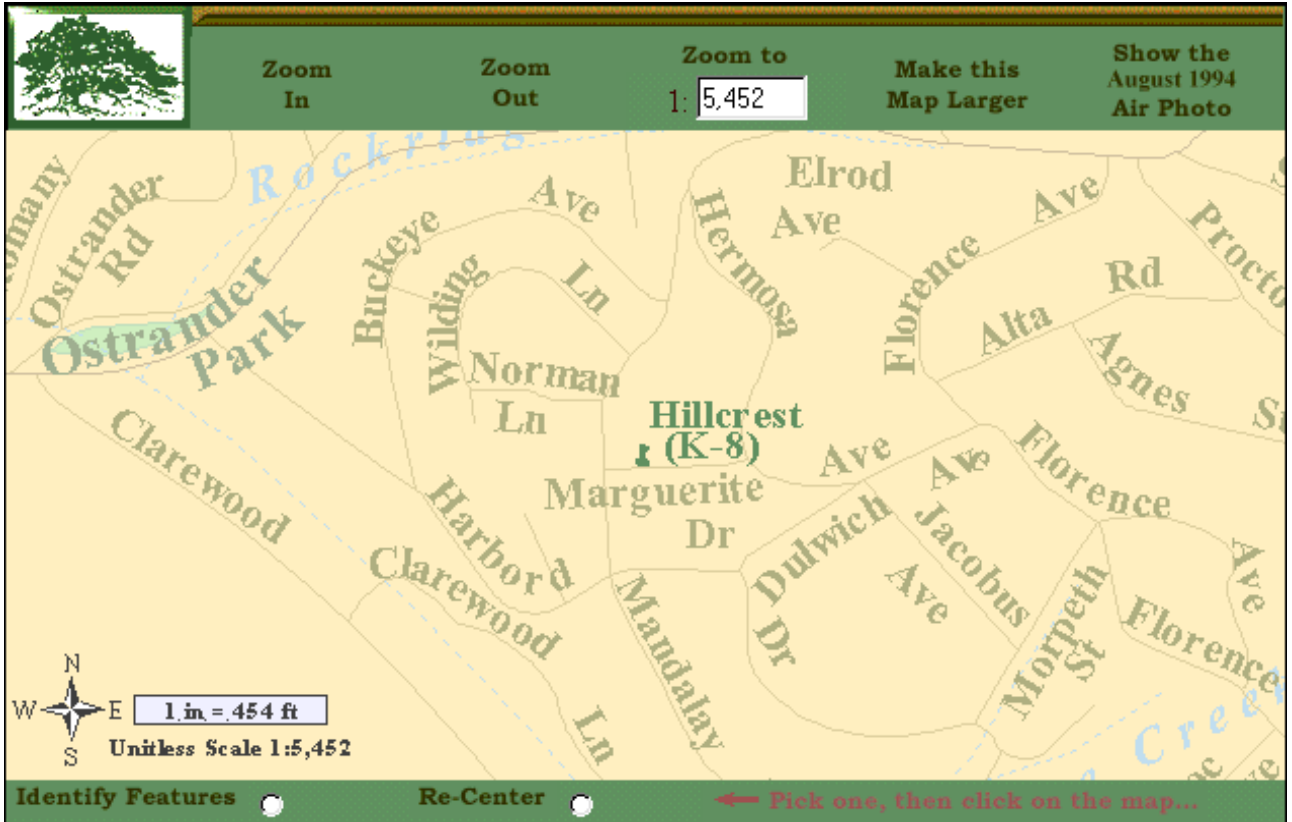 Zoom
In
Zoom
Out
Zoom to
1: 5,452
Make this
Map Larger
Show the
August 1994
Air Photo
Ostrander
Rd
Buckeye
Ave
Wilding
Ln
Hermosa
Elrod
Ave
Florence
Ave
Alta
Rd
Agnes
Ostrander
Park
Norman
Ln
Hillcrest
(K-8)
Clarewood
Harbord
Marguerite
Dr
Ave
Ave
Florence
Ave
Clarewood
Ln
Dulwich
Jacobus
Ave
Mandalay
Dr
Morpeth
St
Florence
Creek
N
W E
S
1 in = 454 ft
Unitless Scale 1:5,452
Identify Features
Re-Center
Pick one, then click on the map...